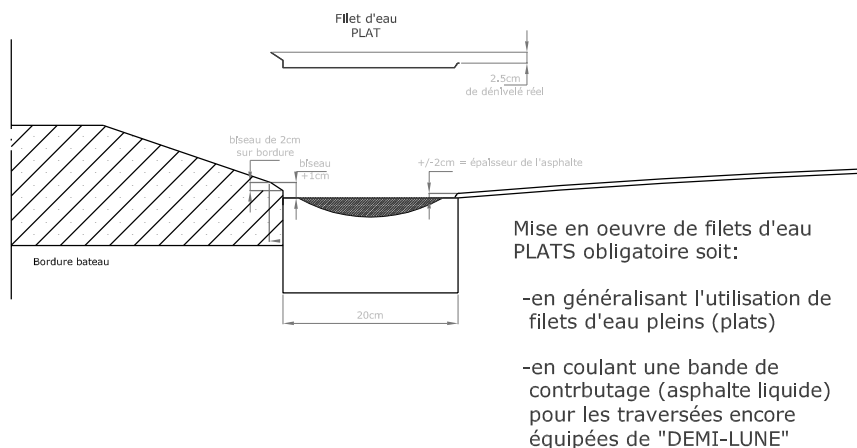 Filet d'eau
PLAT
2.5cm
de dénivelé réel
biseau de 2cm
sur bordure
biseau
+1cm
+/-2cm = épaisseur de l'asphalte
Bordure bateau
20cm
Mise en oeuvre de filets d'eau
PLATS obligatoire soit:
-en généralisant l'utilisation de
filets d'eau pleins (plats)
-en coulant une bande de
contrbutage (asphalte liquide)
pour les traversées encore
équipées de "DEMI-LUNE"